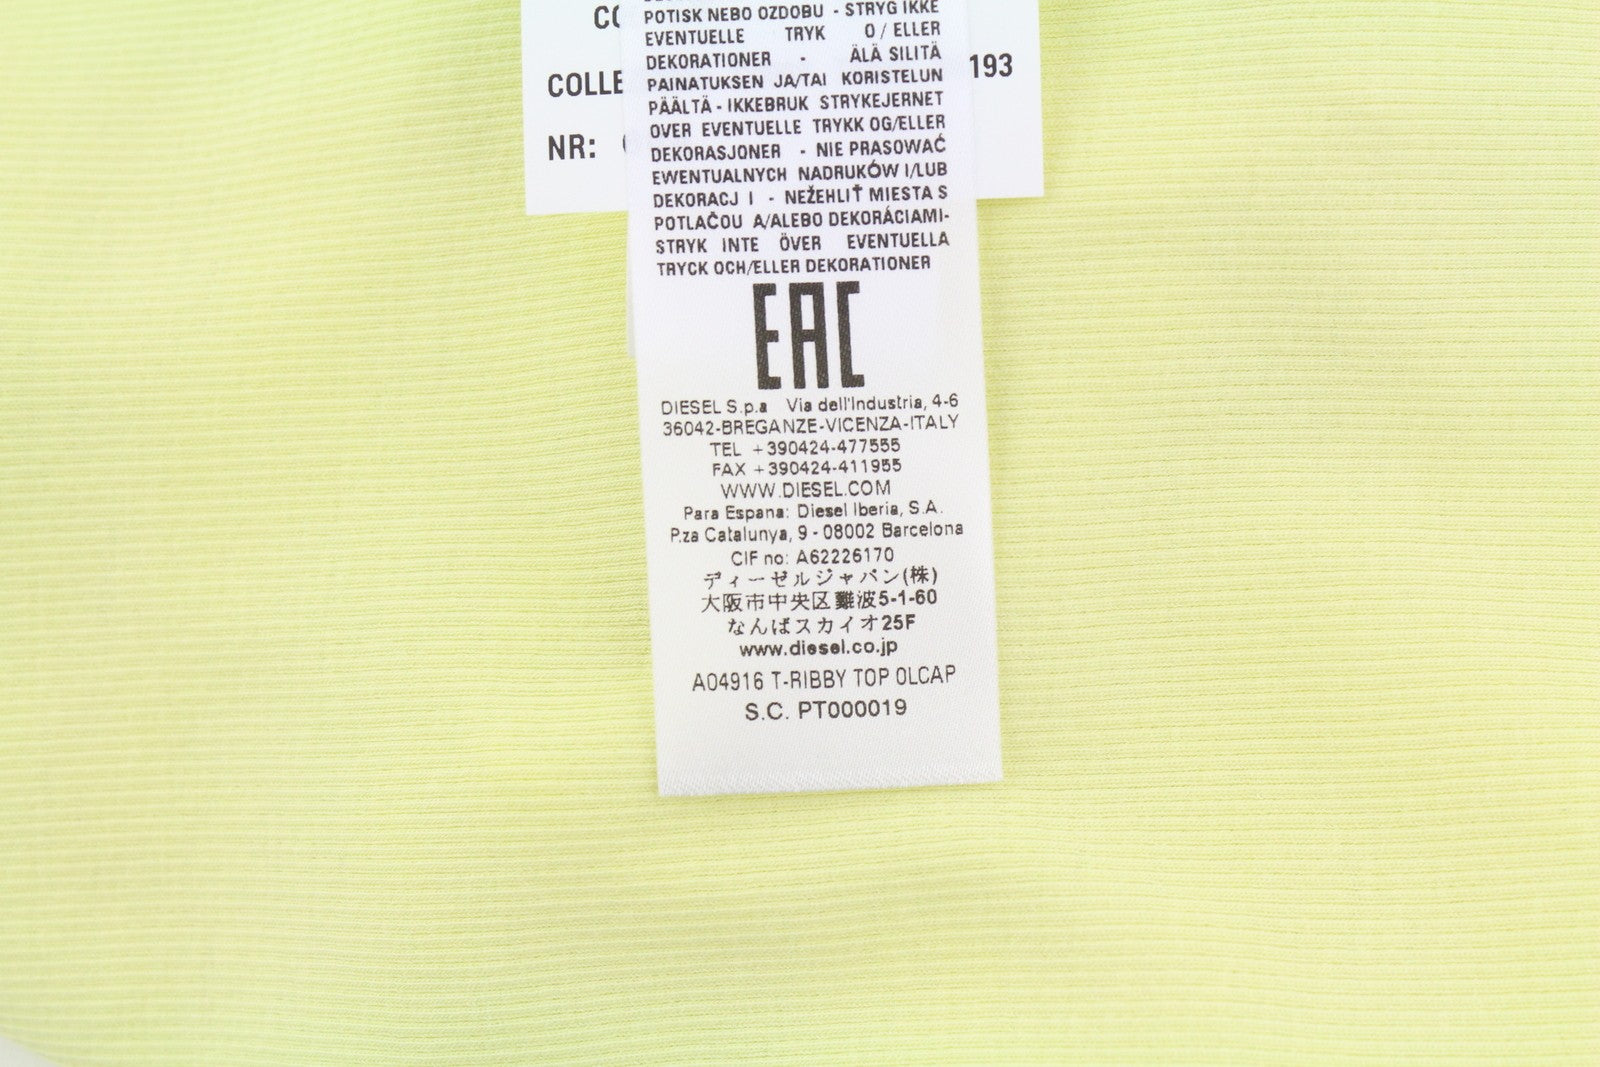 POTISK NEBO OZDOBU - STRYG IKKE
EVENTUELLE TRYK O / ELLER
DEKORATIONER - ÄLÄ SILITÄ
PAINATUKSEN JA/TAI KORISTELUN
PÄÄLTÄ - IKKEBRUK STRYKEJERNET
OVER EVENTUELLE TRYKK OG/ELLER
DEKORASJONER - NIE PRASOWAĆ
EWENTUALNYCH NADRUKÓW I/LUB
DEKORACJ I - NEŽEHLIŤ MIESTA S
POTLAČOU A/ALEBO DEKORÁCIAMI-
STRYK INTE ÖVER EVENTUELLA
TRYCK OCH/ELLER DEKORATIONER
EAC
DIESEL S.p.a Via dell'Industria, 4-6
36042-BREGANZE-VICENZA-ITALY
TEL +390424-477555
FAX +390424-411955
WWW.DIESEL.COM
Para Espana: Diesel Iberia, S.A.
P.za Catalunya, 9 - 08002 Barcelona
CIF no: A62226170
ディーゼルジャパン(株)
大阪市中央区難波5-1-60
なんばスカイオ25F
www.diesel.co.jp
A04916 T-RIBBY TOP 0LCAP
S.C. PT000019
193
NR: